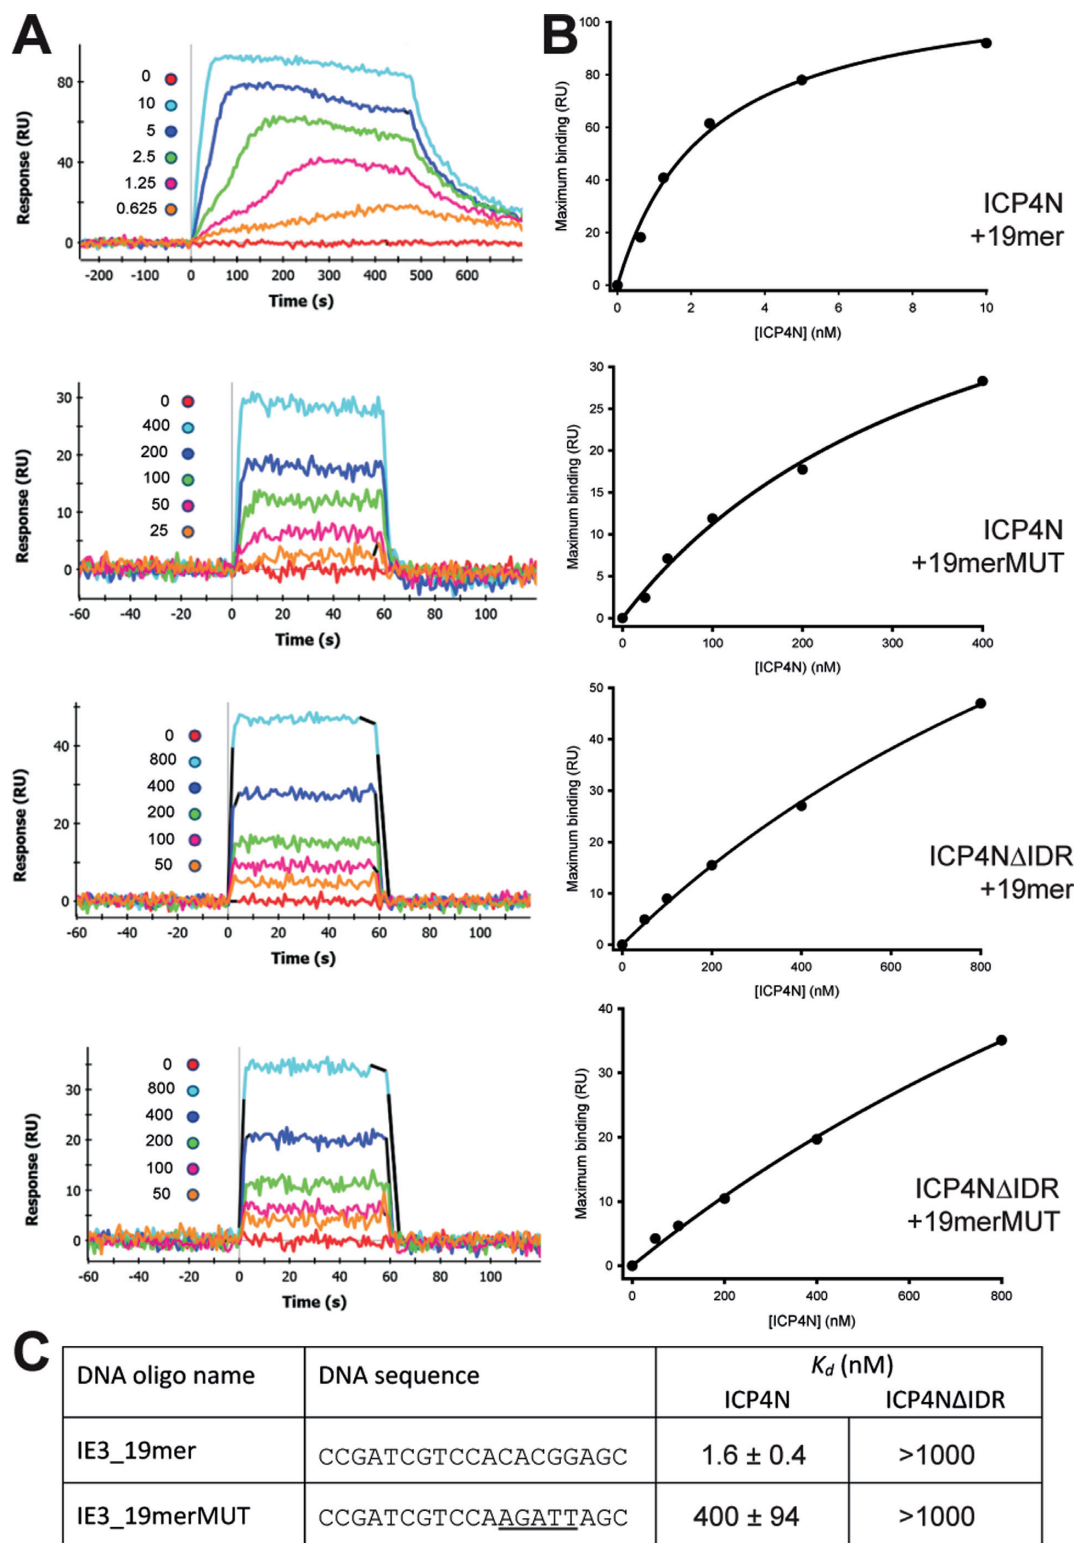 A
B
Response (RU)
80
40
0
0
10
5
2.5
1.25
0.625
-200 -100 0 100 200 300 400 500 600
Time (s)
Maximum binding (RU)
100
80
60
40
20
0
0 2 4 6 8 10
[ICP4N] (nM)
ICP4N
+19mer
Response (RU)
30
20
10
0
0
400
200
100
50
25
-60 -40 -20 0 20 40 60 80 100
Time (s)
Maximum binding (RU)
30
25
20
15
10
5
0
0 100 200 300 400
[ICP4N) (nM)
ICP4N
+19merMUT
Response (RU)
40
20
0
0
800
400
200
100
50
-60 -40 -20 0 20 40 60 80 100
Time (s)
Maximum binding (RU)
50
40
30
20
10
0
0 200 400 600 800
[ICP4N] (nM)
ICP4NΔIDR
+19mer
Response (RU)
30
20
10
0
0
800
400
200
100
50
-60 -40 -20 0 20 40 60 80 100
Time (s)
Maximum binding (RU)
40
30
20
10
0
0 200 400 600 800
[ICP4N] (nM)
ICP4NΔIDR
+19merMUT
C
DNA oligo name DNA sequence Kd (nM)
ICP4N ICP4NΔIDR
IE3_19mer CCGATCGTCCACACGGAGC 1.6 ± 0.4 >1000
IE3_19merMUT CCGATCGTCCAAGATTAGC 400 ± 94 >1000